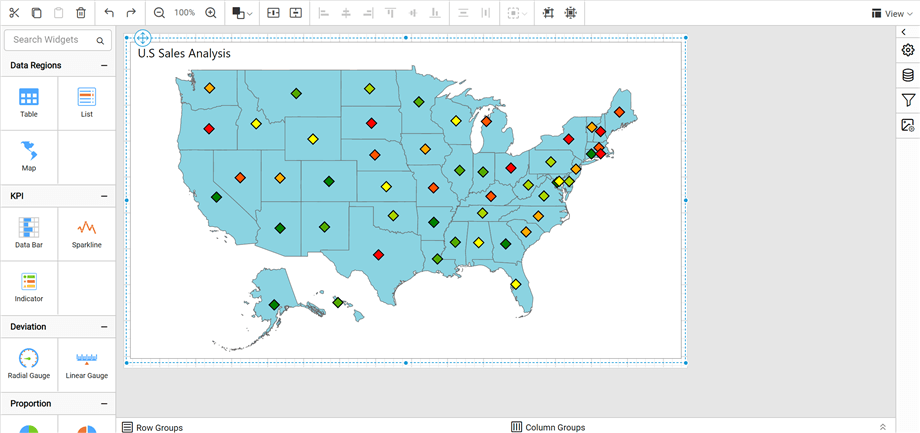 100%
View
Search Widgets
Data Regions
Table
List
Map
KPI
Data Bar
Sparkline
Indicator
Deviation
Radial Gauge
Linear Gauge
Proportion
U.S Sales Analysis
Row Groups
Column Groups